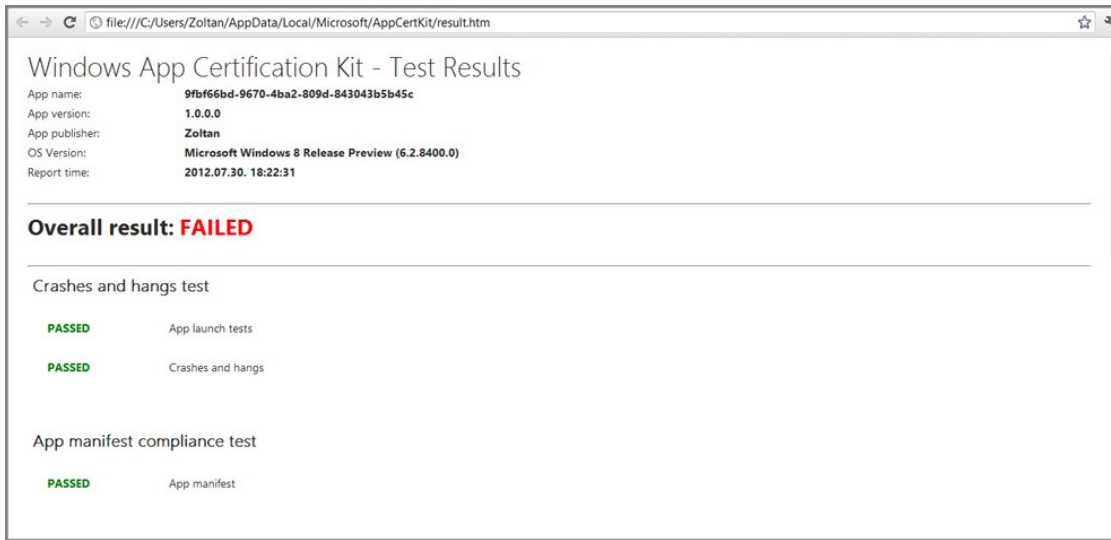 file:///C:/Users/Zoltan/AppData/Local/Microsoft/AppCertKit/result.htm
Windows App Certification Kit - Test Results
App name: 9fbf66bd-9670-4ba2-809d-843043b5b45c
App version: 1.0.0.0
App publisher: Zoltan
OS Version: Microsoft Windows 8 Release Preview (6.2.8400.0)
Report time: 2012.07.30. 18:22:31
Overall result: FAILED
Crashes and hangs test
PASSED App launch tests
PASSED Crashes and hangs
App manifest compliance test
PASSED App manifest